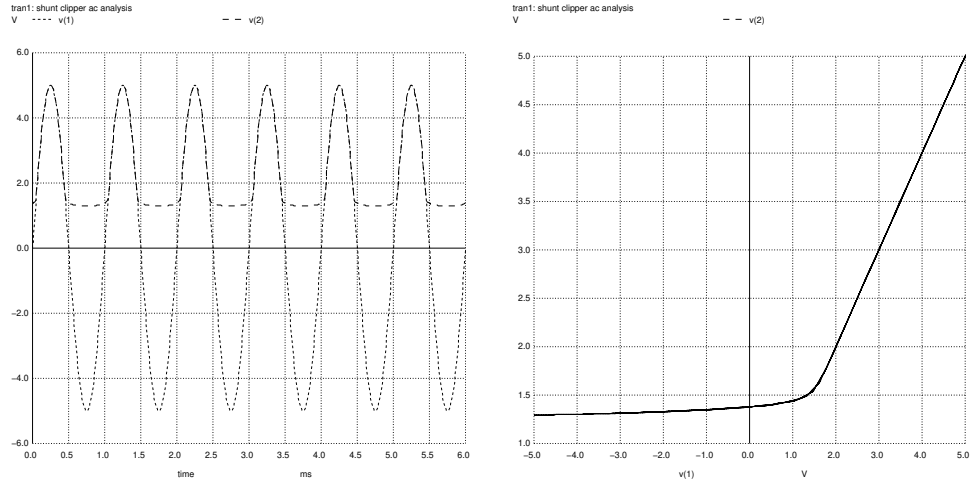 tran1: shunt clipper ac analysis
V v(1) v(2)
6.0
4.0
2.0
0.0
−2.0
−4.0
−6.0
0.0 0.5 1.0 1.5 2.0 2.5 3.0 3.5 4.0 4.5 5.0 5.5 6.0
time ms
tran1: shunt clipper ac analysis
V v(2)
5.0
4.5
4.0
3.5
3.0
2.5
2.0
1.5
1.0
−5.0 −4.0 −3.0 −2.0 −1.0 0.0 1.0 2.0 3.0 4.0 5.0
v(1) V